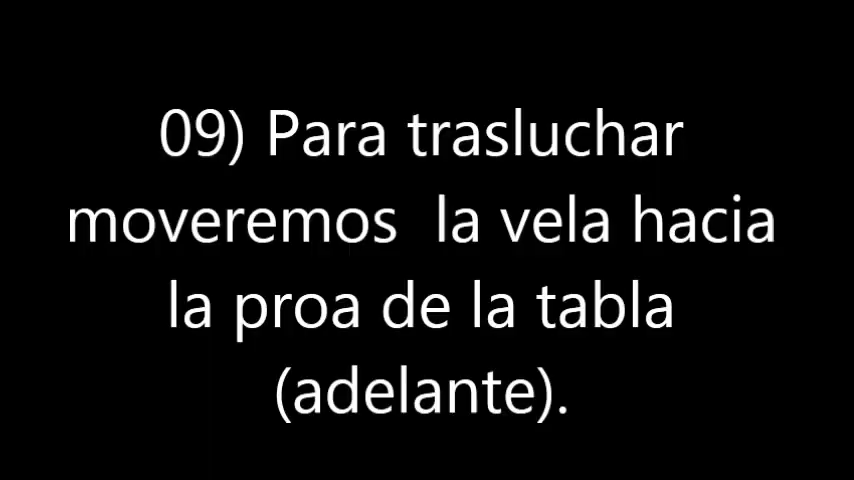 09) Para trasluchar
moveremos  la vela hacia
la proa de la tabla
(adelante).